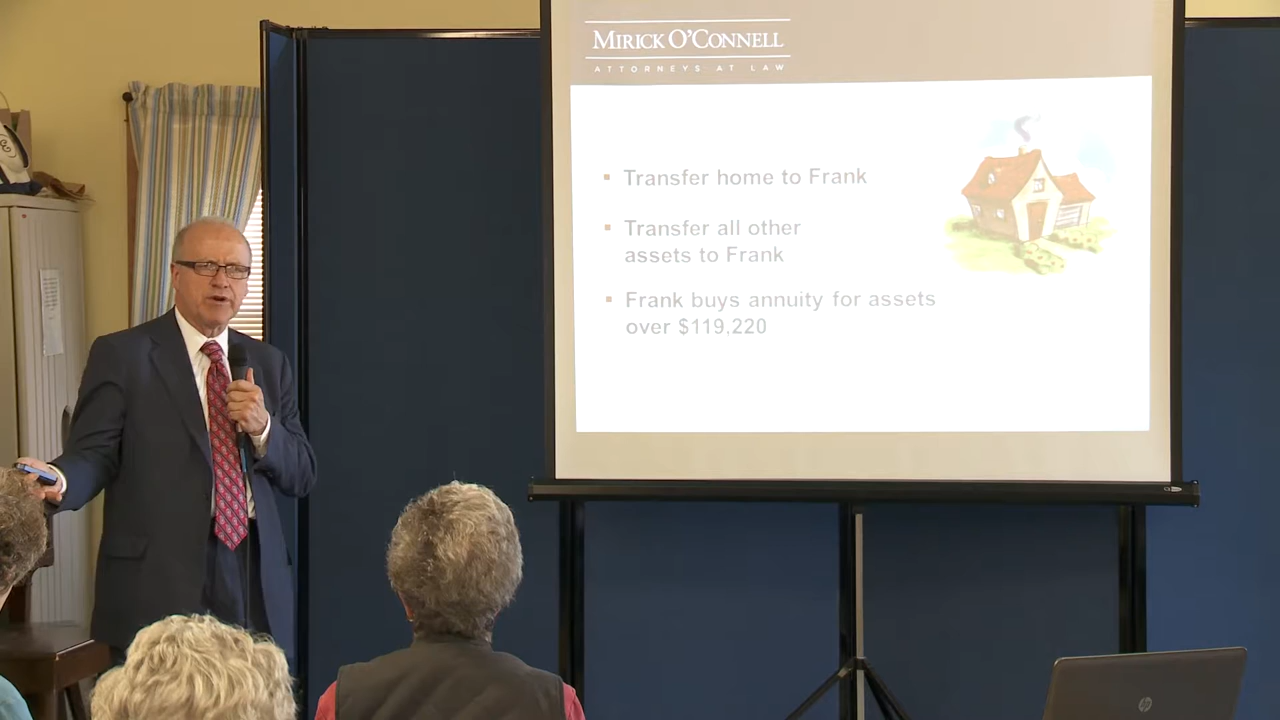 MIRICK O'CONNELL
ATTORNEYS AT LAW
Transfer home to Frank
Transfer all other
assets to Frank
Frank buys annuity for assets
over $119,220
hp